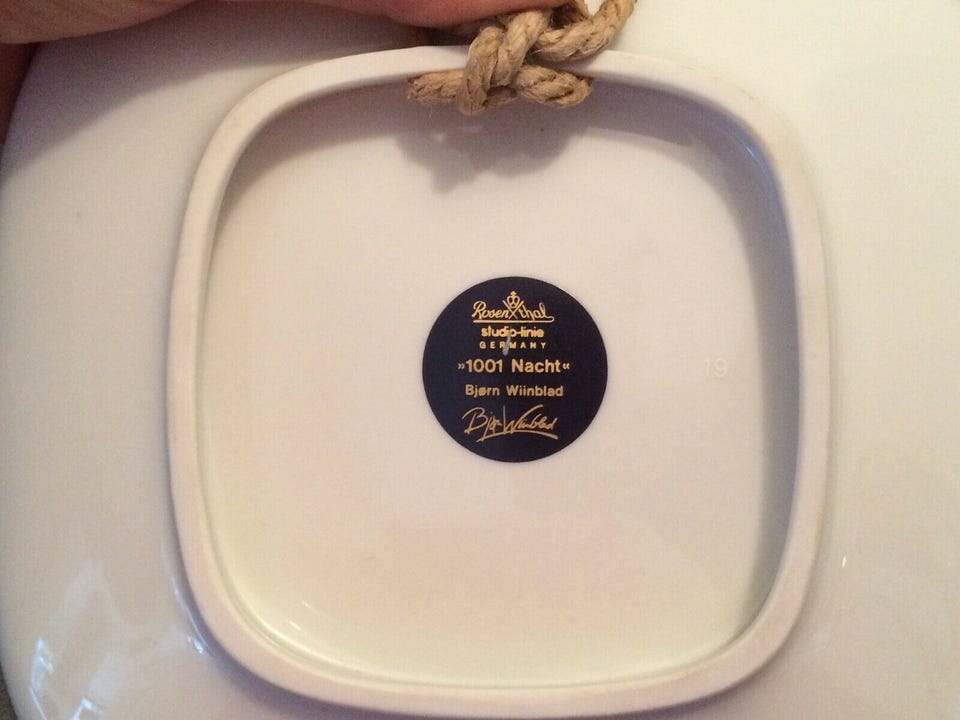 Rosenthal
studio-linie
GERMANY
»1001 Nacht«
Bjørn Wiinblad
Bjørn Wiinblad
19